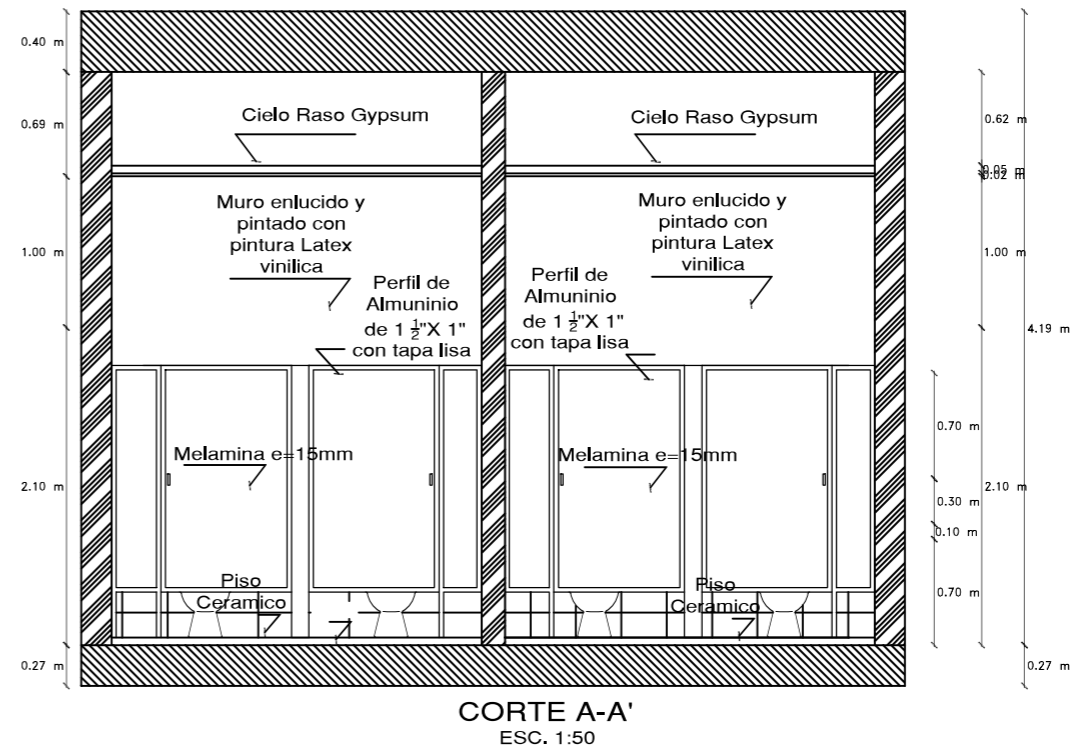 0.40 m
0.69 m
1.00 m
2.10 m
0.27 m
Cielo Raso Gypsum
Cielo Raso Gypsum
Muro enlucido y
pintado con
pintura Latex
vinilica
Muro enlucido y
pintado con
pintura Latex
vinilica
Perfil de
Almuninio
de 1 1/2"X 1"
con tapa lisa
Perfil de
Almuninio
de 1 1/2"X 1"
con tapa lisa
Melamina e=15mm
Melamina e=15mm
Piso
Ceramico
Piso
Ceramico
0.70 m
0.30 m
0.10 m
0.70 m
0.62 m
0.05 m
0.02 m
1.00 m
2.10 m
4.19 m
0.27 m
CORTE A-A'
ESC. 1:50